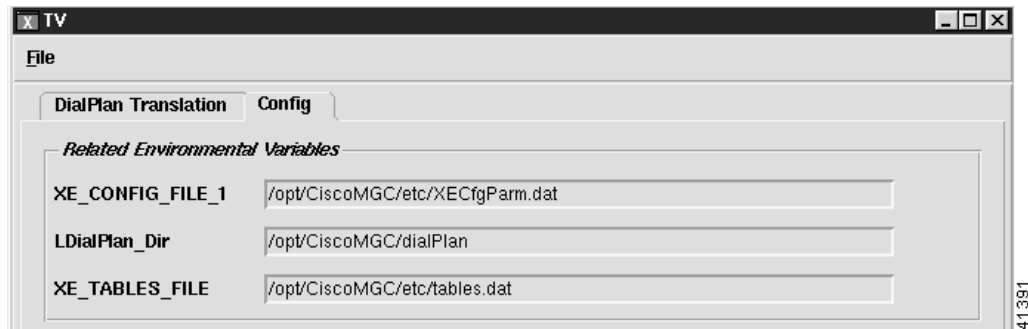 X TV
File
DialPlan Translation Config
Related Environmental Variables
XE_CONFIG_FILE_1 /opt/CiscoMGC/etc/XECfgParm.dat
LDialPlan_Dir /opt/CiscoMGC/dialPlan
XE_TABLES_FILE /opt/CiscoMGC/etc/tables.dat
41391